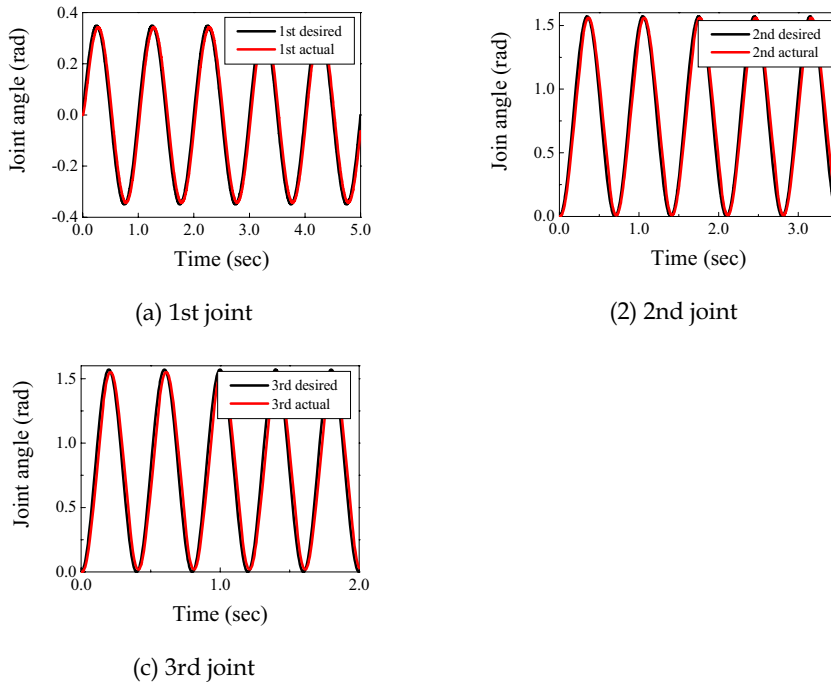 0.4
0.2
0.0
-0.2
-0.4
Joint angle (rad)
1st desired
1st actual
0.0 1.0 2.0 3.0 4.0 5.0
Time (sec)
(a) 1st joint
1.5
1.0
0.5
0.0
Join angle (rad)
2nd desired
2nd actural
0.0 1.0 2.0 3.0
Time (sec)
(2) 2nd joint
1.5
1.0
0.5
0.0
Joint angle (rad)
3rd desired
3rd actual
0.0 1.0 2.0
Time (sec)
(c) 3rd joint